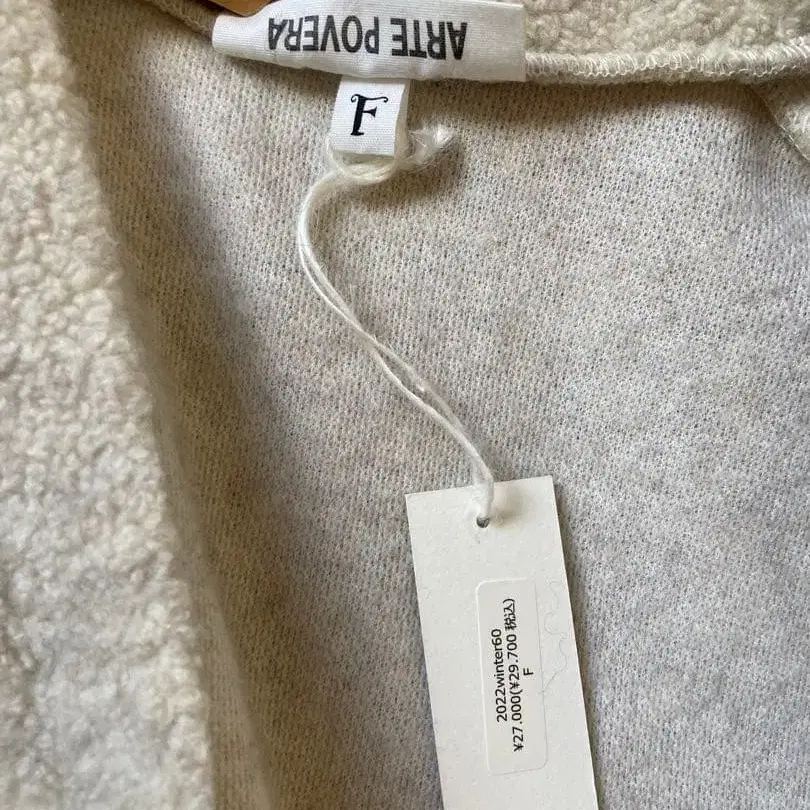 ARTE POVERA
F
2022winter60
¥27.000(¥29.700 税込)
F